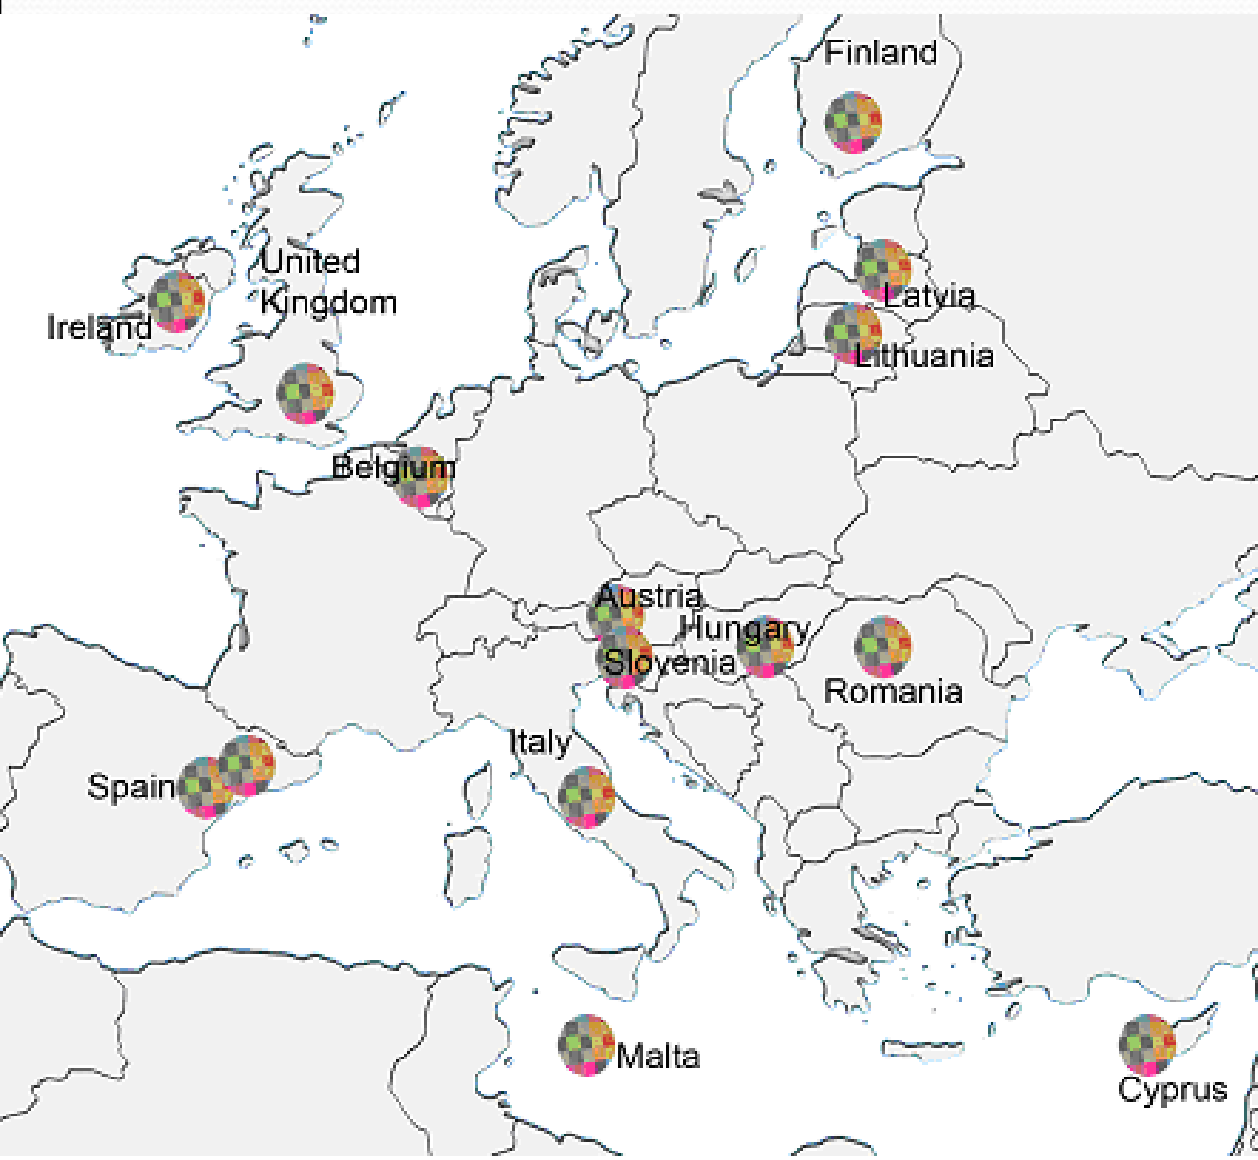 Finland
United
Kingdom
Latvia
Ireland
Lithuania
Belgium
Austria
Hungary
Slovenia
Romania
Italy
Spain
Malta
Cyprus